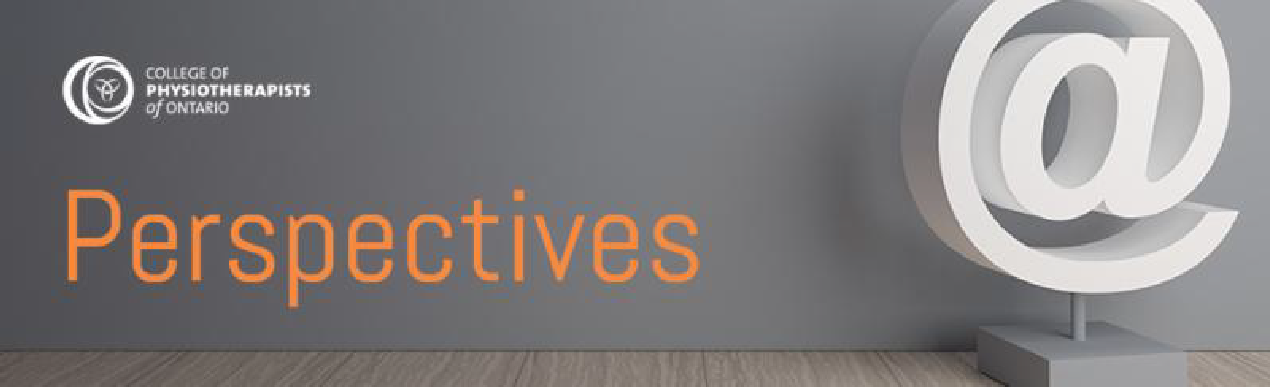 COLLEGE OF
PHYSIOTHERAPISTS
of ONTARIO
Perspectives
@